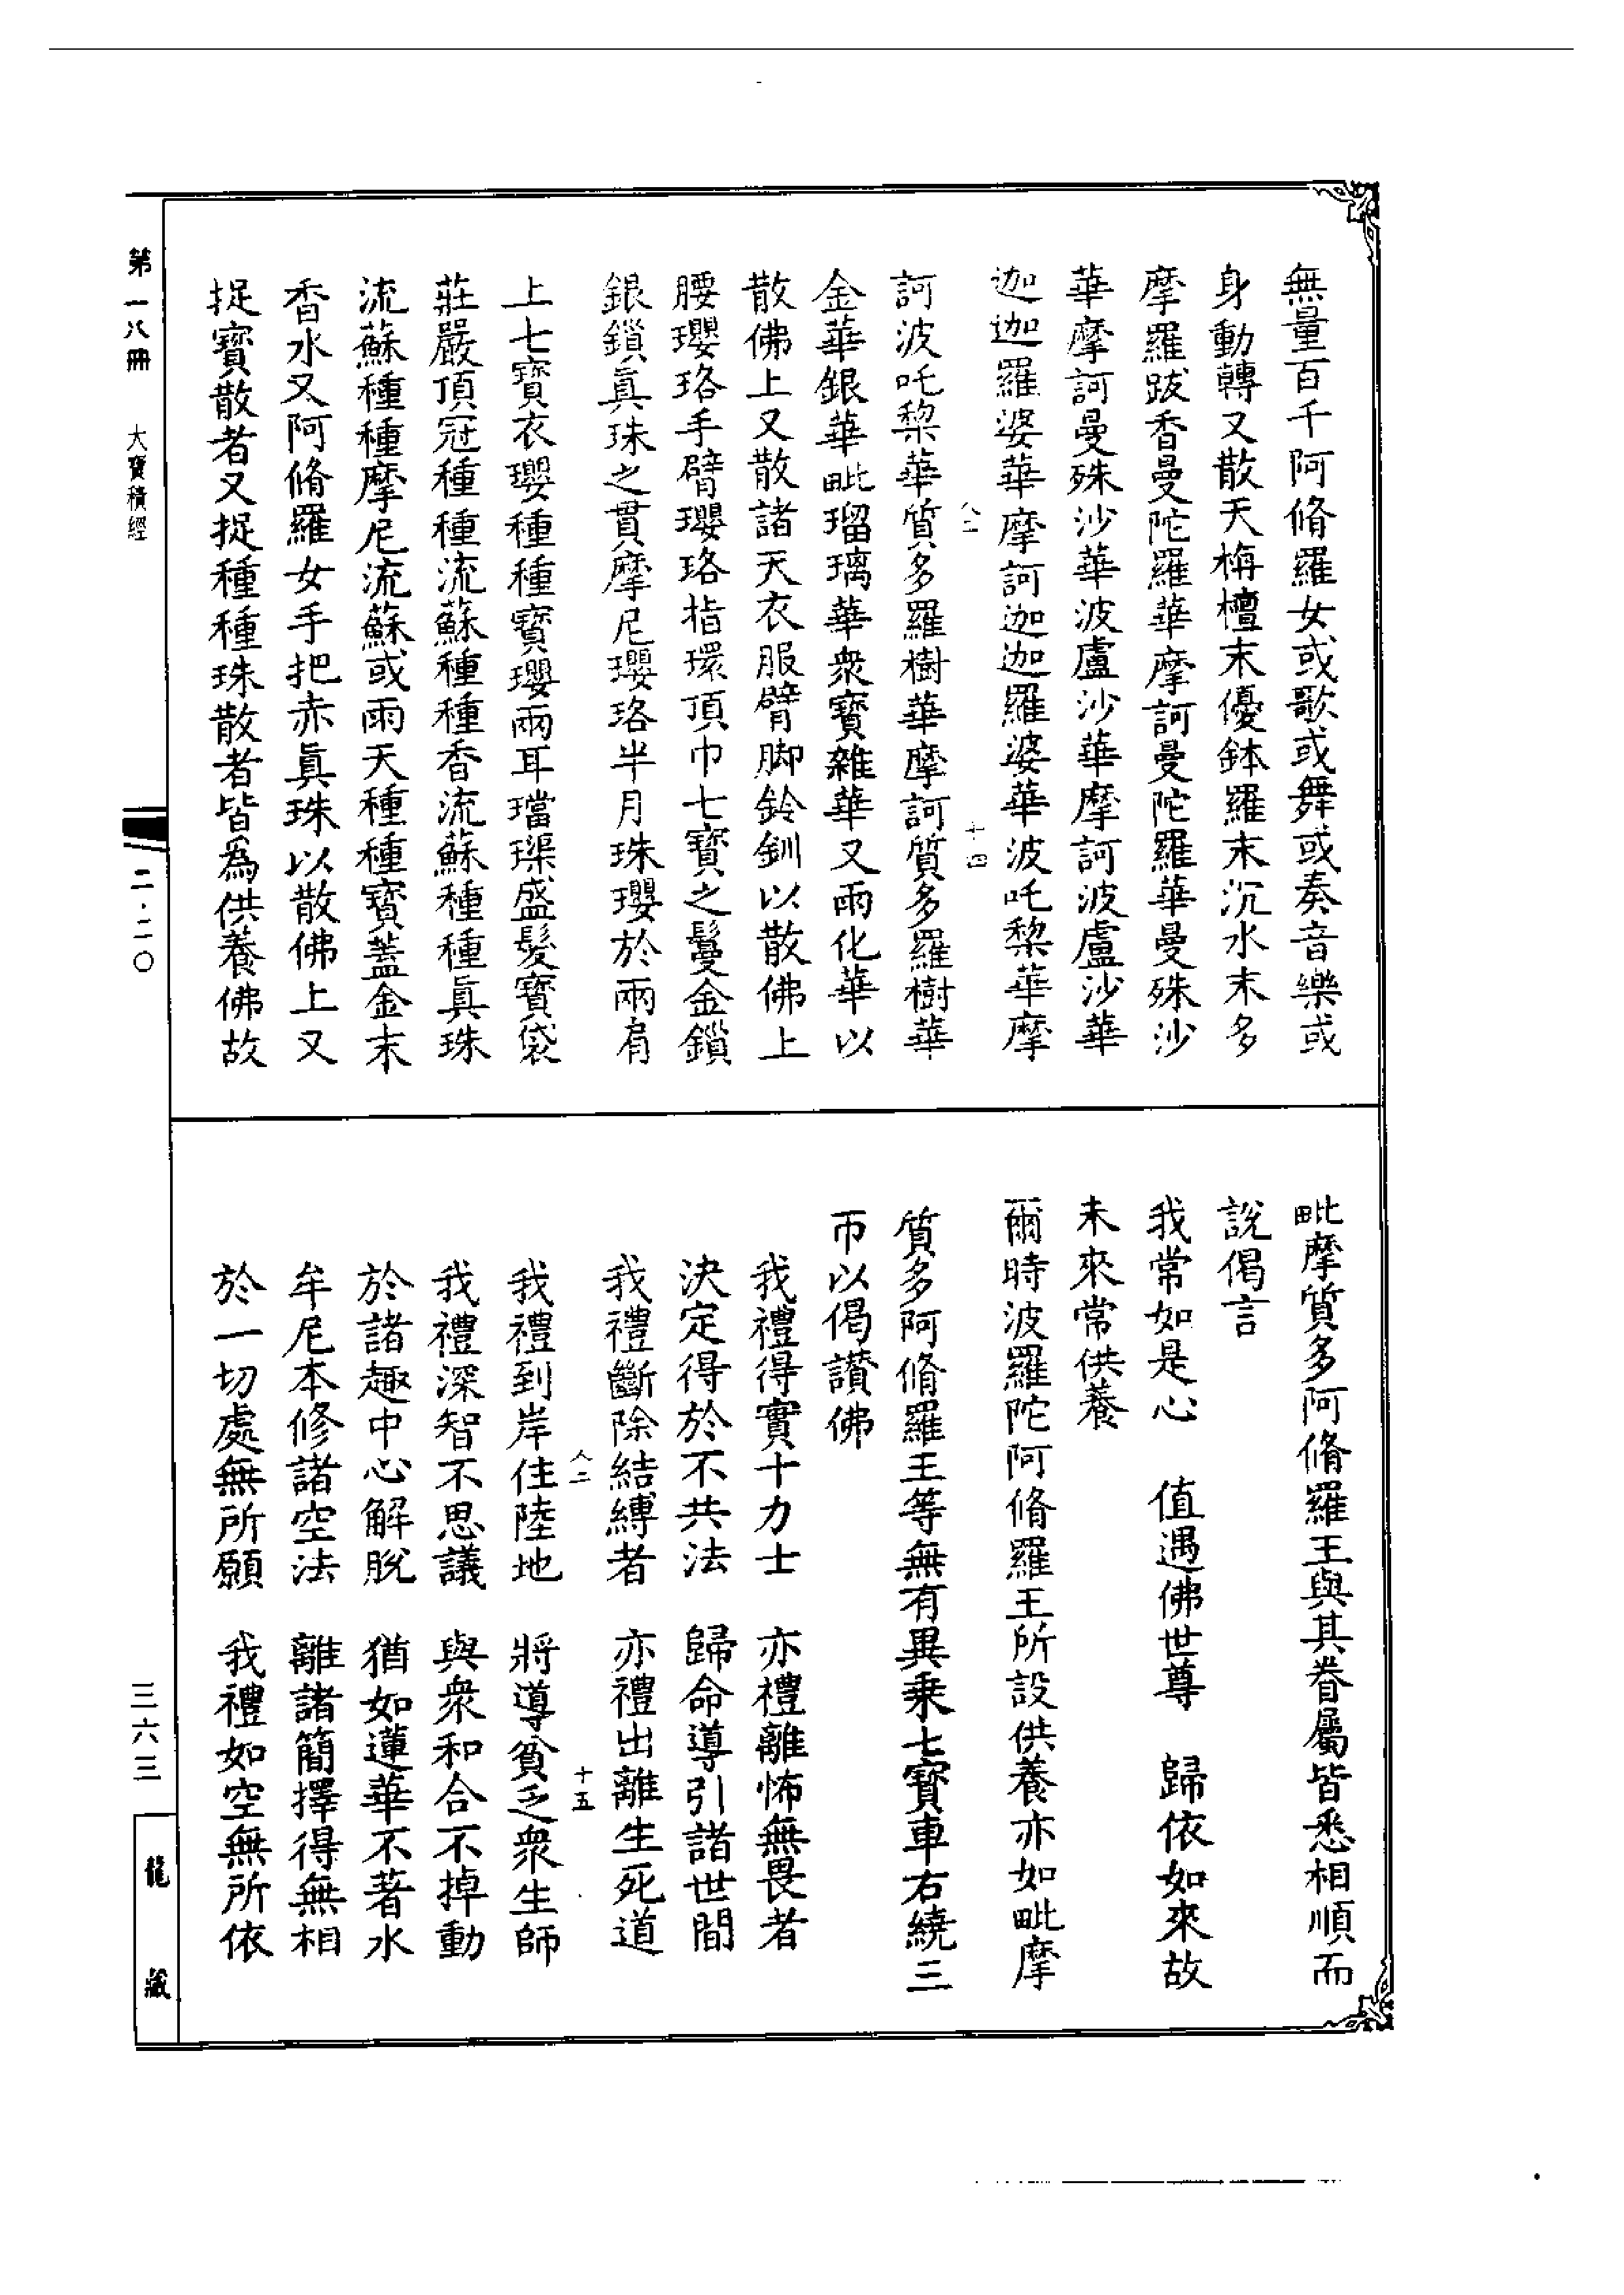 無量百千阿脩羅女或歌或舞或奏音樂或
身動轉又散天栴檀末優鉢羅末沉水末多
摩羅跋香曼陀羅華摩訶曼陀羅華曼殊沙
華摩訶曼殊沙華波盧沙華摩訶波盧沙華
迦迦羅婆華摩訶迦迦羅婆華波吒棃華摩
八二
十四
訶波吒棃華質多羅樹華摩訶質多羅樹華
金華銀華毗瑠璃華衆寶雜華又雨化華以
散佛上又散諸天衣服臂脚鈴釧以散佛上
腰瓔珞手臂瓔珞指環頂巾七寶之鬘金鎖
銀鎖眞珠之貫摩尼瓔珞半月珠瓔於兩肩
上七寶衣瓔種種寶瓔兩耳璫璖盛髮寶袋
莊嚴頂冠種種流蘇種種香流蘇種種眞珠
流蘇種種摩尼流蘇或雨天種種寶蓋金末
香水又阿脩羅女手把赤眞珠以散佛上又
捉寶散者又捉種種珠散者皆爲供養佛故
毗摩質多阿脩羅王與其眷屬皆悉相順而
說偈言
我常如是心 值遇佛世尊 歸依如來故
未來常供養
爾時波羅陀阿脩羅王所設供養亦如毗摩
質多阿脩羅王等無有異乗七寶車右繞三
帀以偈讃佛
我禮得實十力士 亦禮離怖無畏者
決定得於不共法 歸命導引諸世間
我禮斷除結縛者 亦禮出離生死道
八二
十五
我禮到岸住陸地 將導貧乏衆生師
我禮深智不思議 與衆和合不掉動
於諸趣中心解脫 猶如蓮華不著水
牟尼本修諸空法 離諸簡擇得無相
於一切處無所願 我禮如空無所依
第一八冊 大寶積經
二·二〇
三六三
龍藏